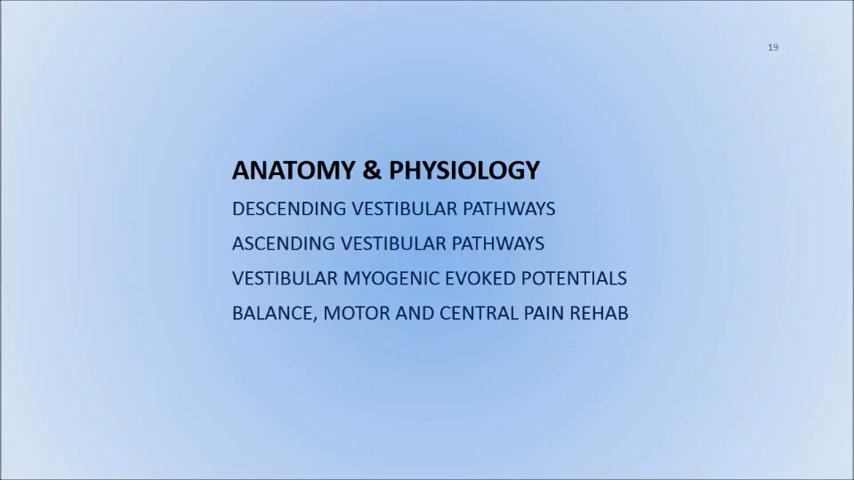 19
ANATOMY & PHYSIOLOGY
DESCENDING VESTIBULAR PATHWAYS
ASCENDING VESTIBULAR PATHWAYS
VESTIBULAR MYOGENIC EVOKED POTENTIALS
BALANCE, MOTOR AND CENTRAL PAIN REHAB